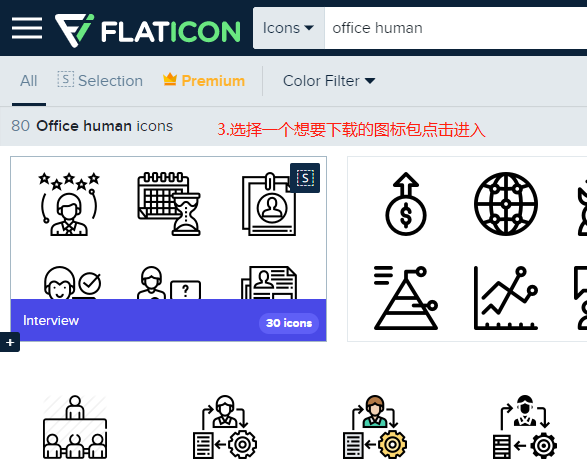 FLATICON Icons office human
All Selection Premium Color Filter
80 Office human icons 3.选择一个想要下载的图标包点击进入
S
?
Interview 30 icons
+